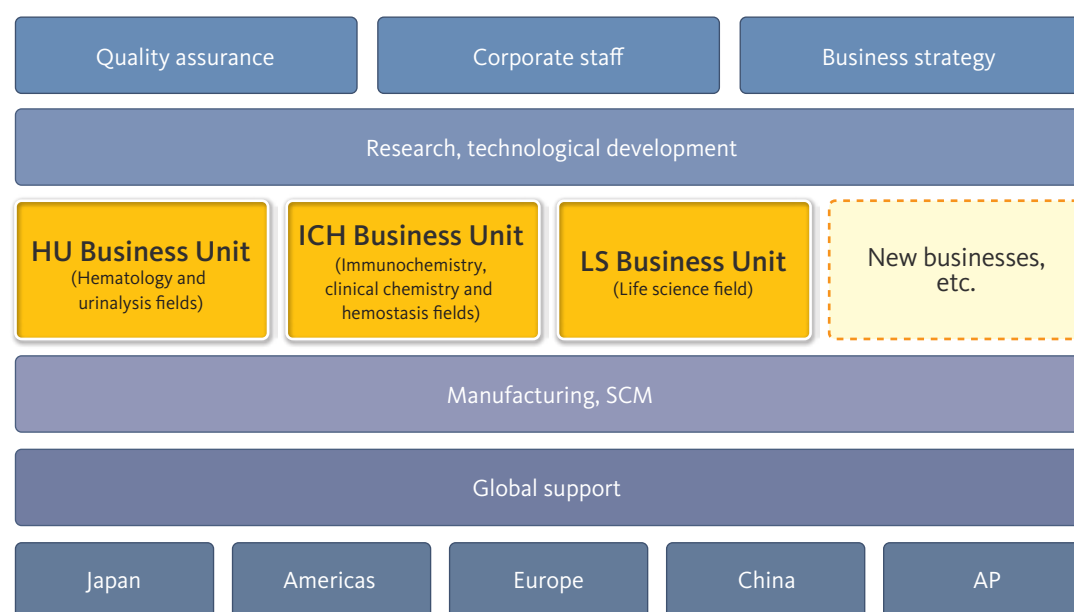 Quality assurance
Corporate staff
Business strategy
Research, technological development
HU Business Unit
(Hematology and
urinalysis fields)
ICH Business Unit
(Immunochemistry,
clinical chemistry and
hemostasis fields)
LS Business Unit
(Life science field)
New businesses,
etc.
Manufacturing, SCM
Global support
Japan
Americas
Europe
China
AP